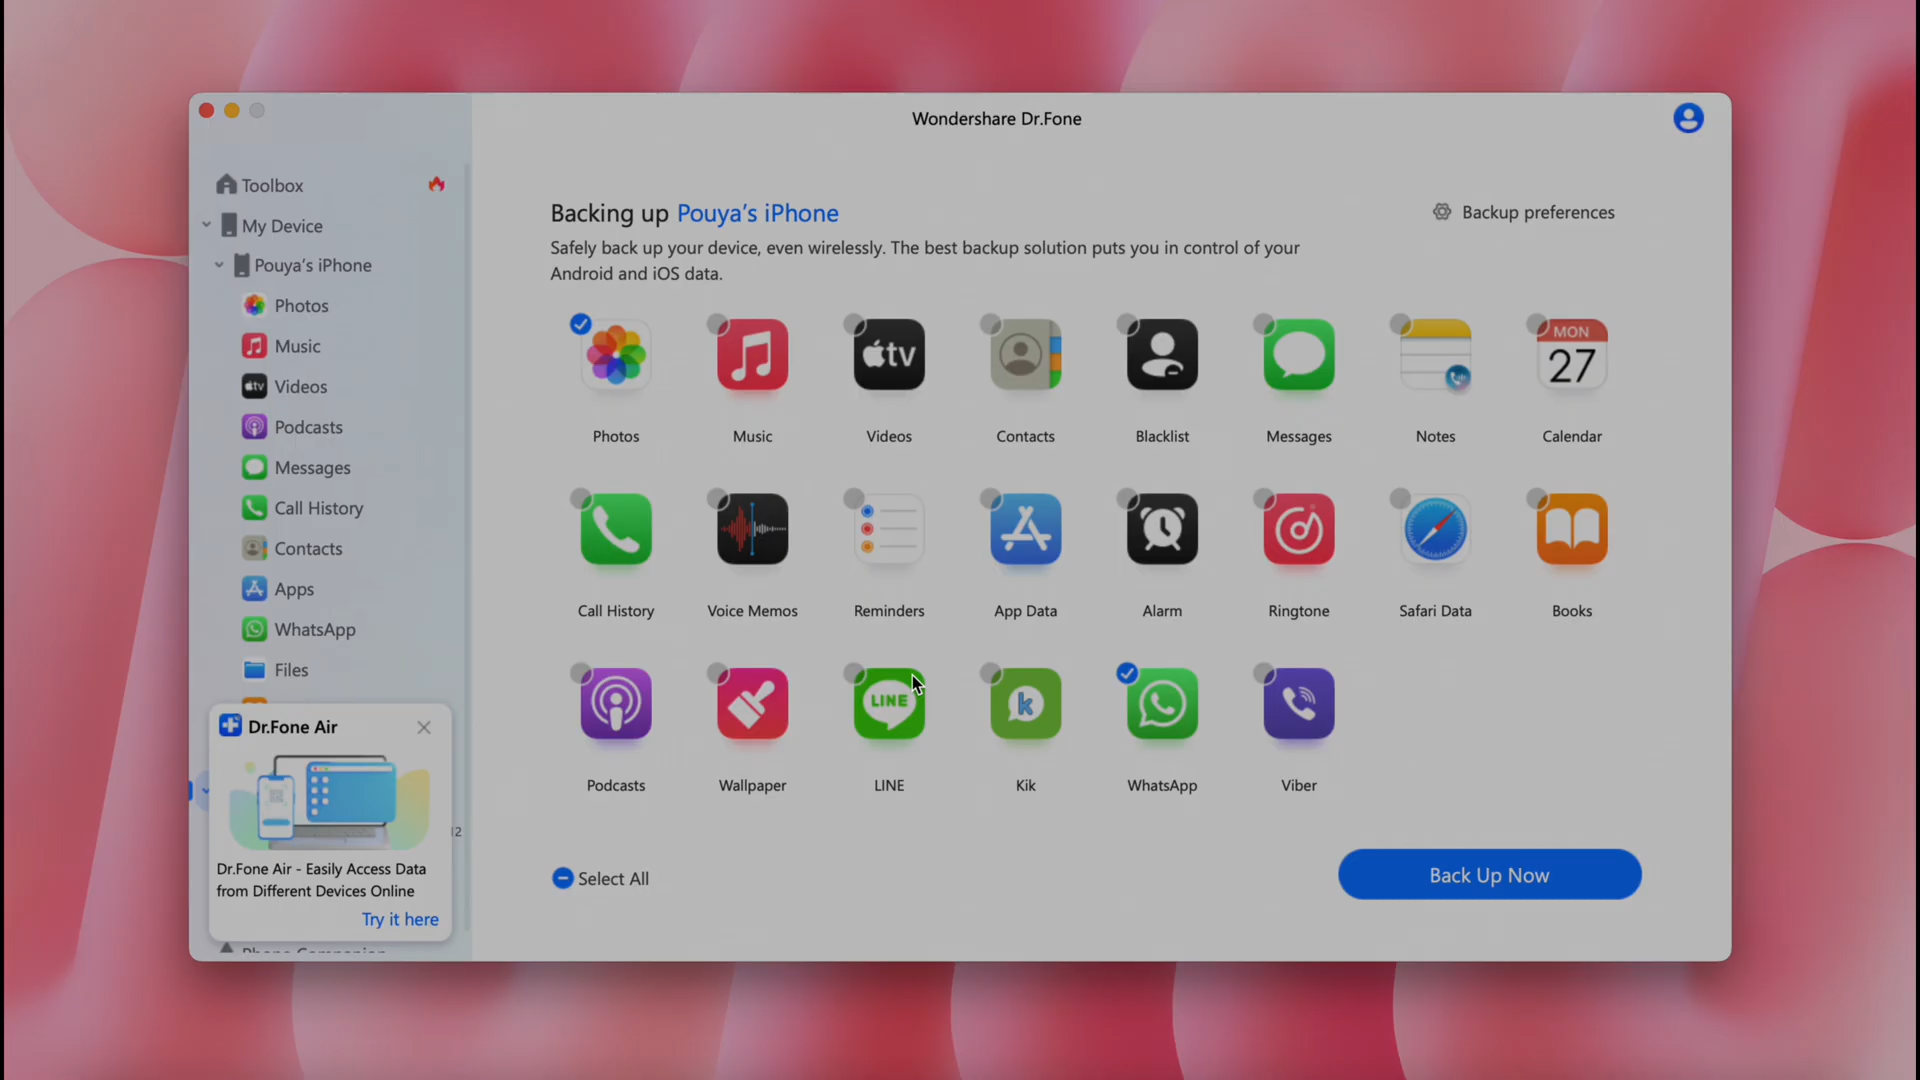 Wondershare Dr.Fone
Toolbox
My Device
Pouya's iPhone
Photos
Music
tv Videos
Podcasts
Messages
Call History
Contacts
Apps
WhatsApp
Files
Dr.Fone Air
12
Dr.Fone Air - Easily Access Data
from Different Devices Online
Try it here
Phone Companion
Backing up Pouya's iPhone
Backup preferences
Safely back up your device, even wirelessly. The best backup solution puts you in control of your
Android and iOS data.
tv
MON
27
Photos Music Videos Contacts Blacklist Messages Notes Calendar
Call History Voice Memos Reminders App Data Alarm Ringtone Safari Data Books
LINE k
Podcasts Wallpaper LINE Kik WhatsApp Viber
Select All
Back Up Now